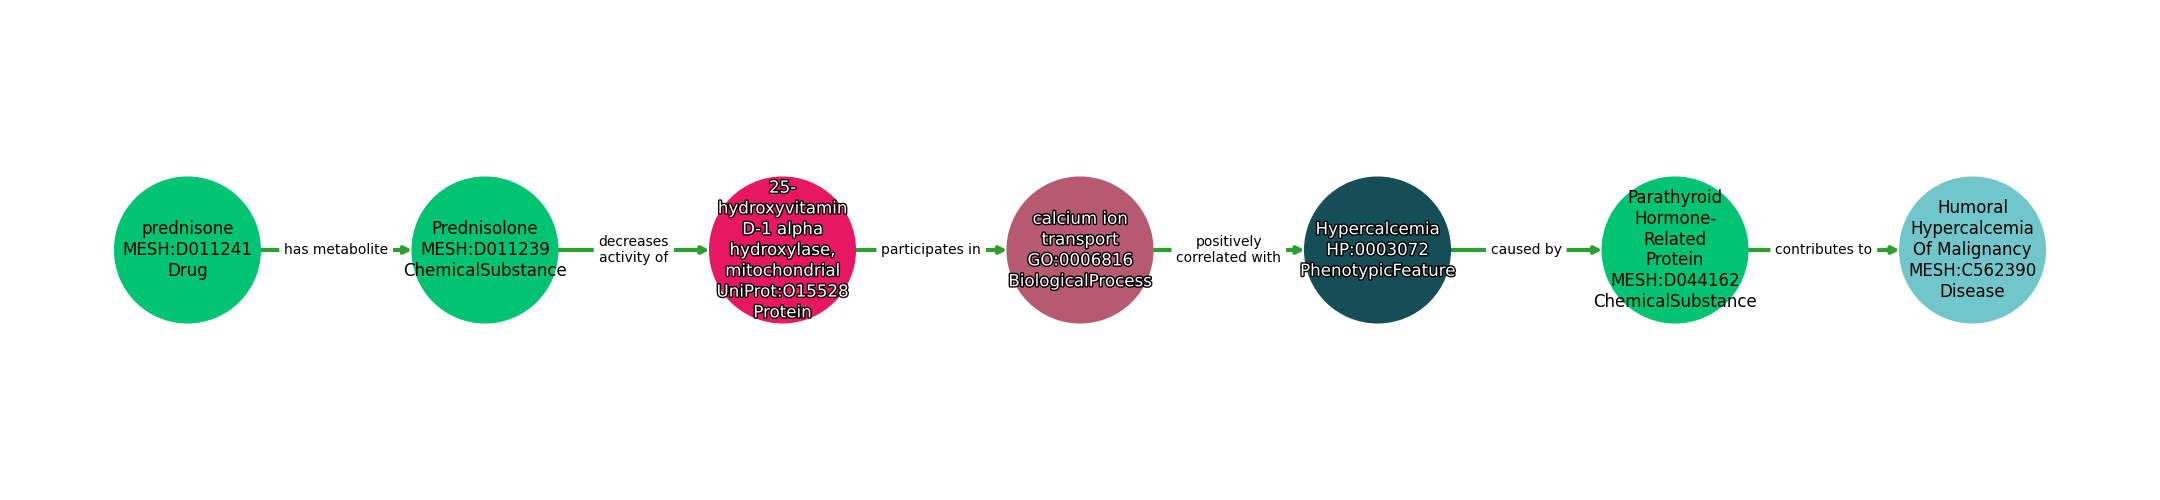 prednisone
MESH:D011241
Drug
has metabolite
Prednisolone
MESH:D011239
ChemicalSubstance
decreases
activity of
25-
hydroxyvitamin
D-1 alpha
hydroxylase,
mitochondrial
UniProt:O15528
Protein
participates in
calcium ion
transport
GO:0006816
BiologicalProcess
positively
correlated with
Hypercalcemia
HP:0003072
PhenotypicFeature
caused by
Parathyroid
Hormone-
Related
Protein
MESH:D044162
ChemicalSubstance
contributes to
Humoral
Hypercalcemia
Of Malignancy
MESH:C562390
Disease